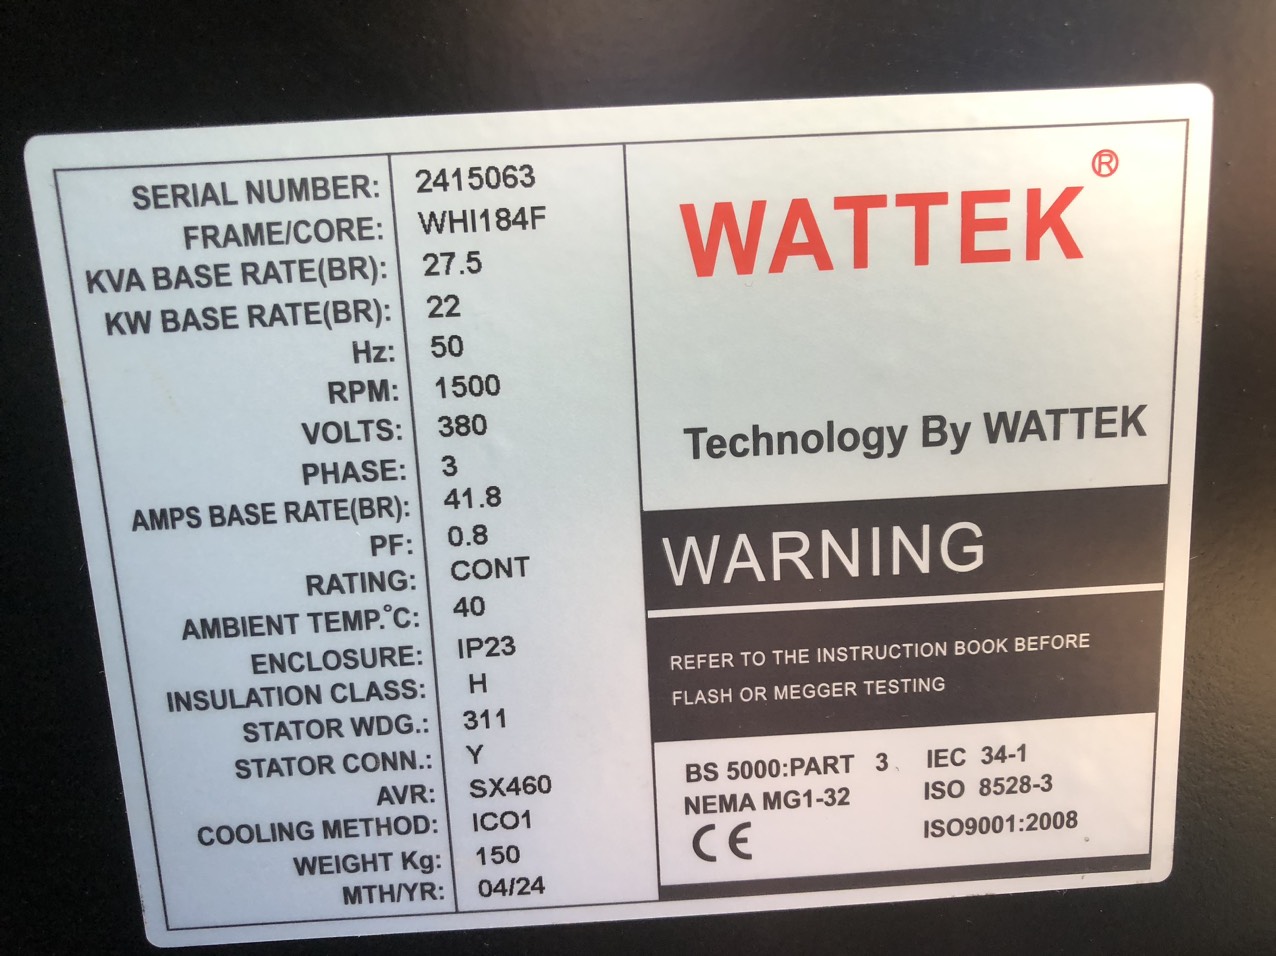 SERIAL NUMBER: 2415063
FRAME/CORE: WHI184F
KVA BASE RATE(BR): 27.5
KW BASE RATE(BR): 22
Hz: 50
RPM: 1500
VOLTS: 380
PHASE: 3
AMPS BASE RATE(BR): 41.8
PF: 0.8
RATING: CONT
AMBIENT TEMP.°C: 40
ENCLOSURE: IP23
INSULATION CLASS: H
STATOR WDG.: 311
STATOR CONN.: Y
AVR: SX460
COOLING METHOD: ICO1
WEIGHT Kg: 150
MTH/YR: 04/24
WATTEK®
Technology By WATTEK
WARNING
REFER TO THE INSTRUCTION BOOK BEFORE
FLASH OR MEGGER TESTING
BS 5000:PART 3 IEC 34-1
NEMA MG1-32 ISO 8528-3
CE ISO9001:2008